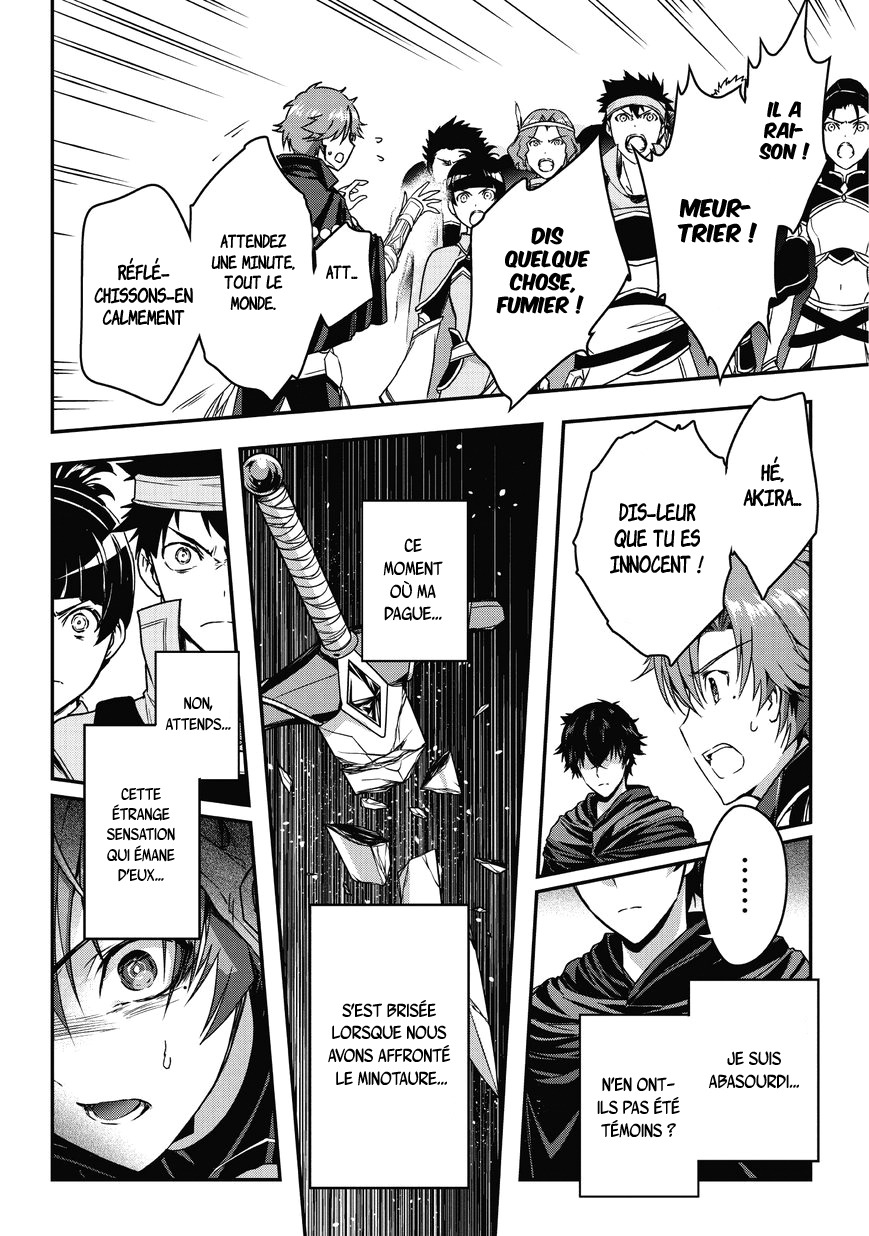 IL A
RAI-
SON !
MEUR-
TRIER !
DIS
QUELQUE
CHOSE,
FUMIER !
ATT...
ATTENDEZ
UNE MINUTE,
TOUT LE
MONDE.
RÉFLÉ-
CHISSONS-EN
CALMEMENT
HÉ,
AKIRA...
DIS-LEUR
QUE TU ES
INNOCENT !
......
JE SUIS
ABASOURDI...
N'EN ONT-
ILS PAS ÉTÉ
TÉMOINS ?
CE
MOMENT
OÙ MA
DAGUE...
S'EST BRISÉE
LORSQUE NOUS
AVONS AFFRONTÉ
LE MINOTAURE...
NON,
ATTENDS...
CETTE
ÉTRANGE
SENSATION
QUI ÉMANE
D'EUX...